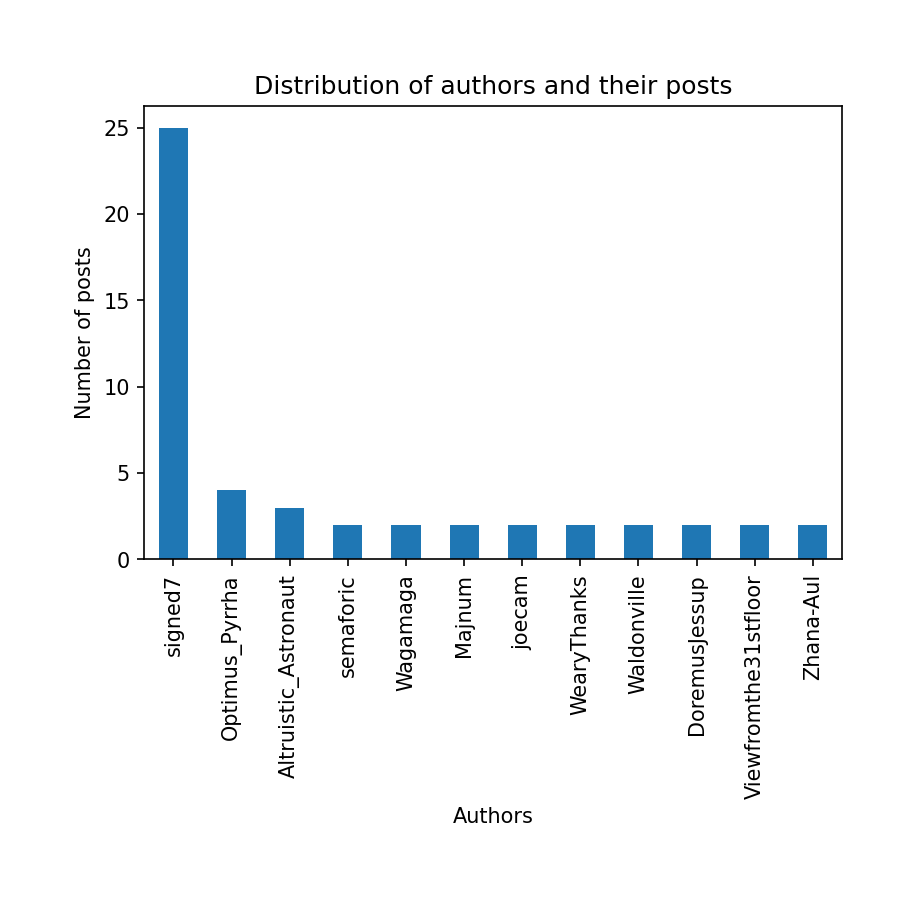 Distribution of authors and their posts
Number of posts
25
20
15
10
5
0
signed7
Optimus_Pyrrha
Altruistic_Astronaut
semaforic
Wagamaga
Majnum
joecam
WearyThanks
Waldonville
DoremusJessup
Viewfromthe31stfloor
Zhana-Aul
Authors